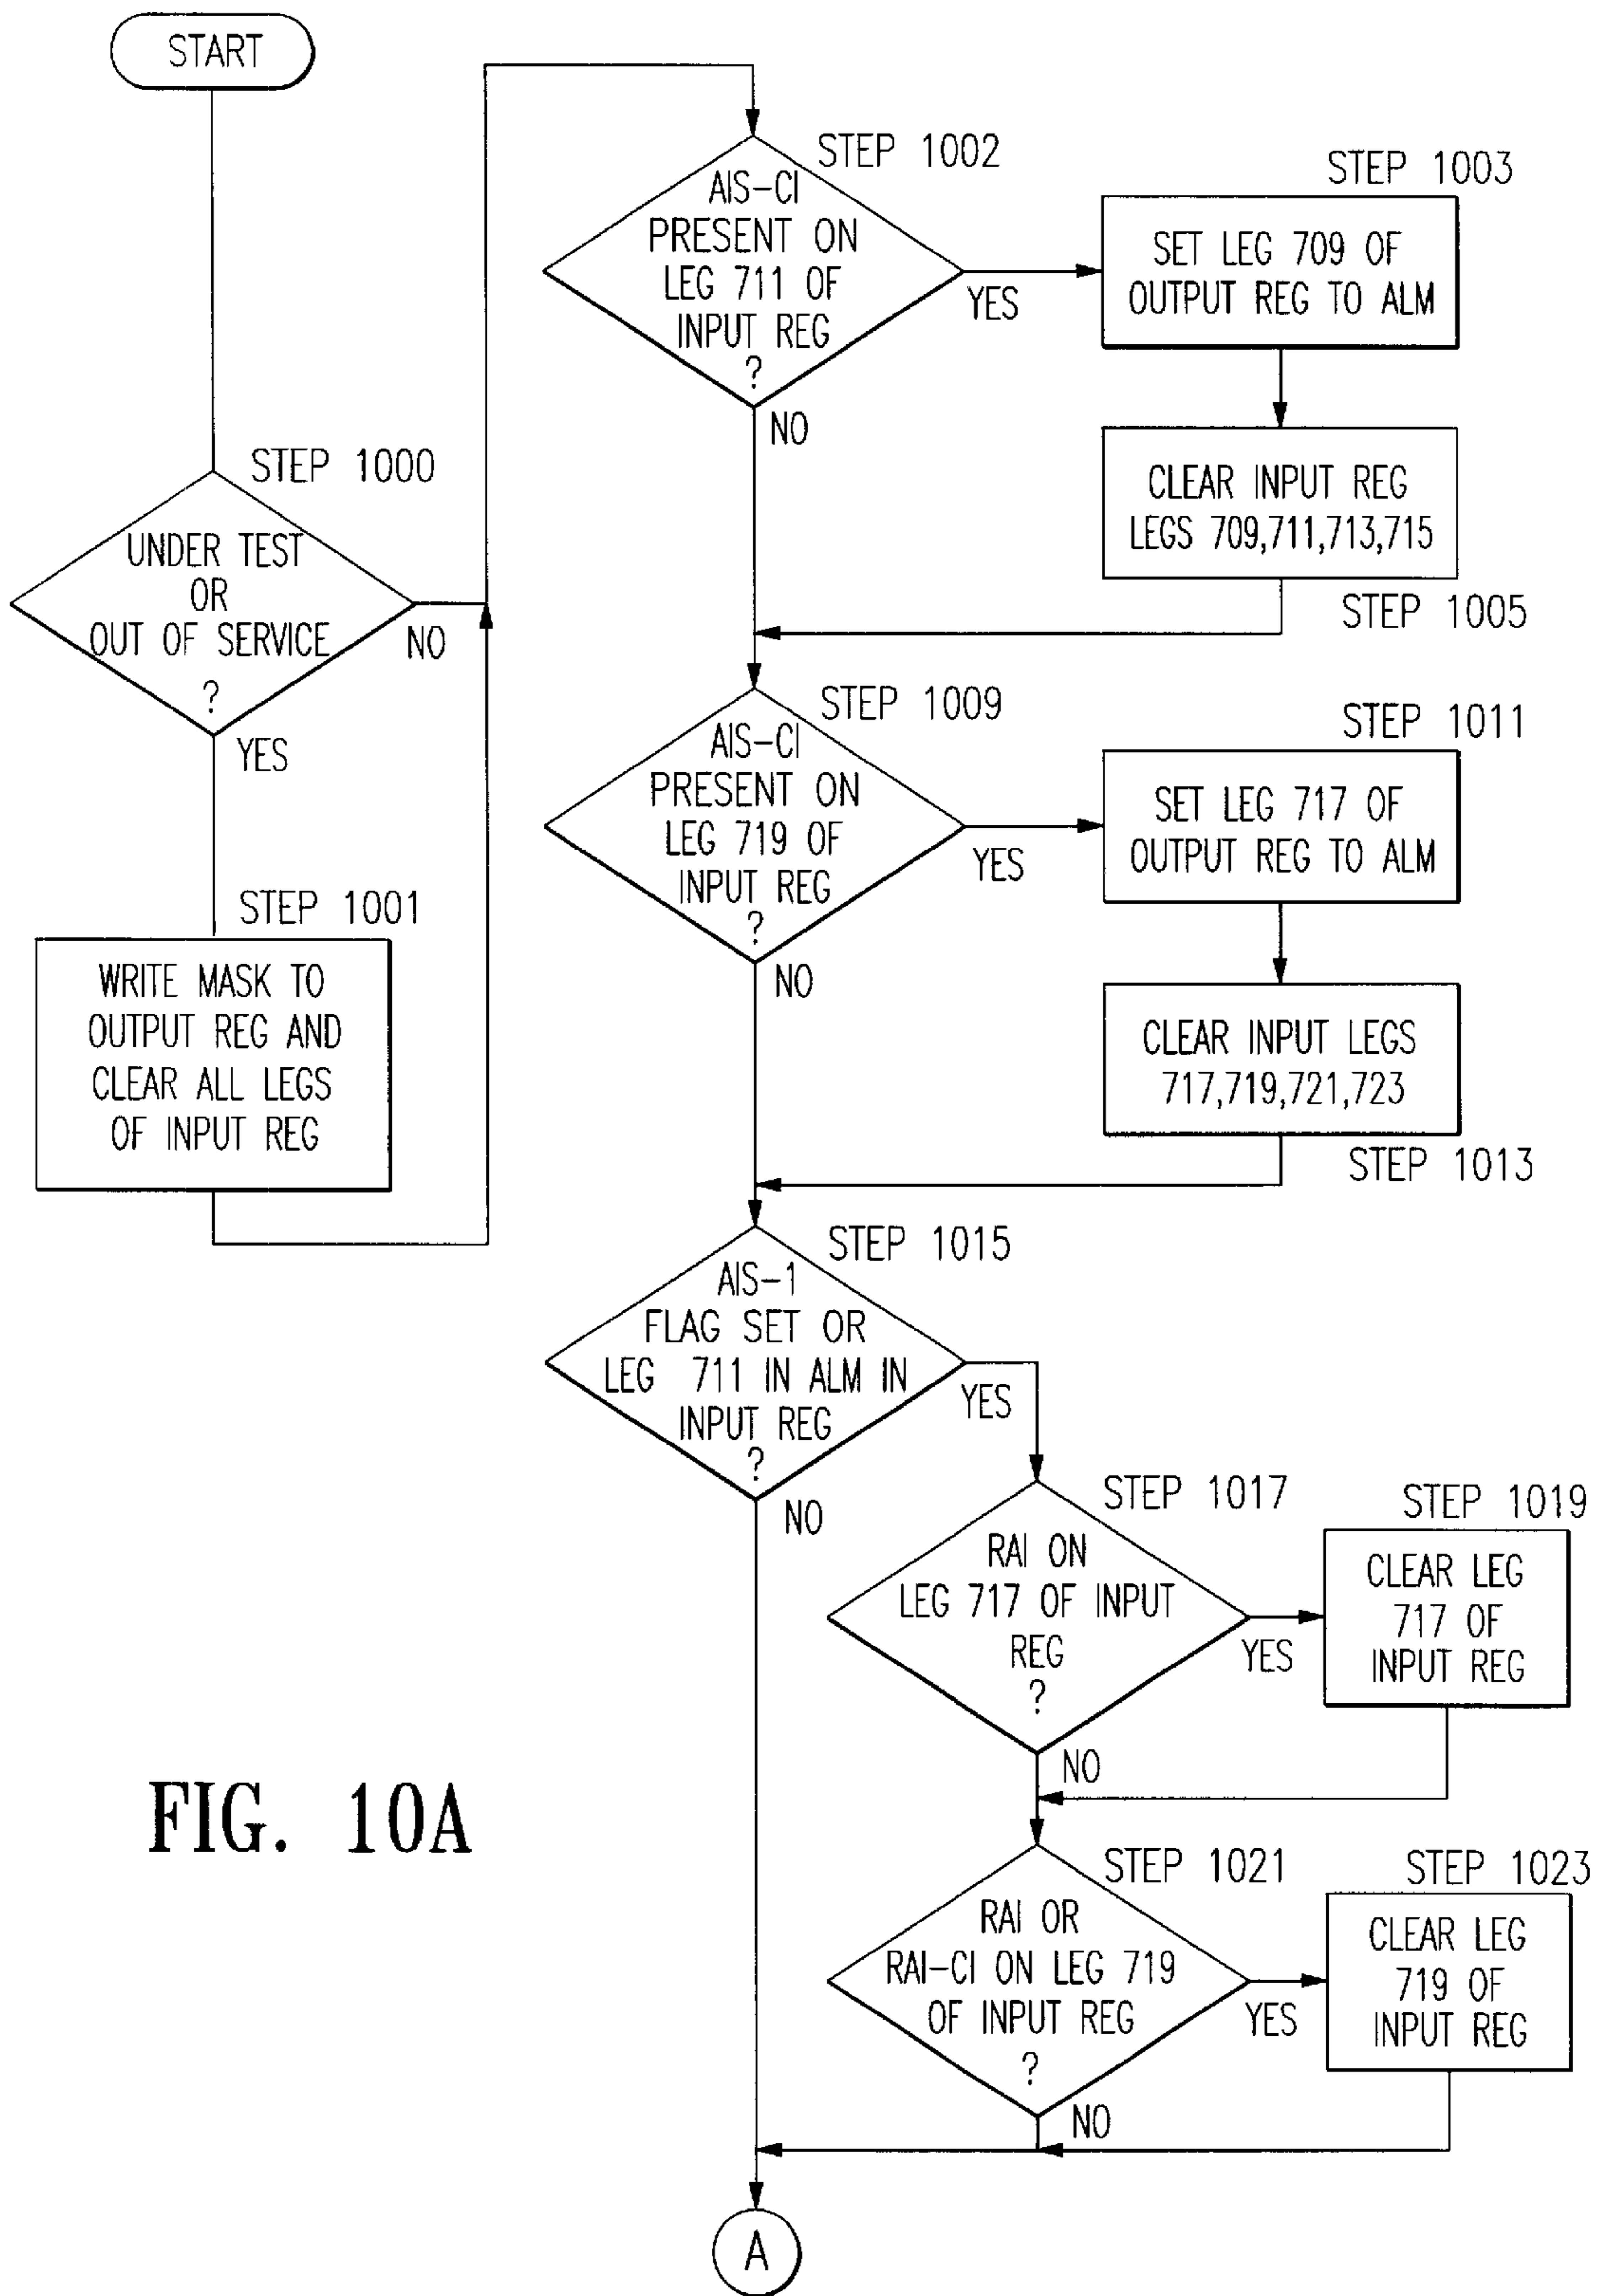 START
STEP 1000
UNDER TEST
OR
OUT OF SERVICE
?
NO
YES
STEP 1001
WRITE MASK TO
OUTPUT REG AND
CLEAR ALL LEGS
OF INPUT REG
STEP 1002
AIS-CI
PRESENT ON
LEG 711 OF
INPUT REG
?
YES
NO
STEP 1003
SET LEG 709 OF
OUTPUT REG TO ALM
CLEAR INPUT REG
LEGS 709,711,713,715
STEP 1005
STEP 1009
AIS-CI
PRESENT ON
LEG 719 OF
INPUT REG
?
YES
NO
STEP 1011
SET LEG 717 OF
OUTPUT REG TO ALM
CLEAR INPUT LEGS
717,719,721,723
STEP 1013
STEP 1015
AIS-1
FLAG SET OR
LEG 711 IN ALM IN
INPUT REG
?
YES
NO
STEP 1017
RAI ON
LEG 717 OF INPUT
REG
?
YES
NO
STEP 1019
CLEAR LEG
717 OF
INPUT REG
STEP 1021
RAI OR
RAI-CI ON LEG 719
OF INPUT REG
?
YES
NO
STEP 1023
CLEAR LEG
719 OF
INPUT REG
A
FIG. 10A